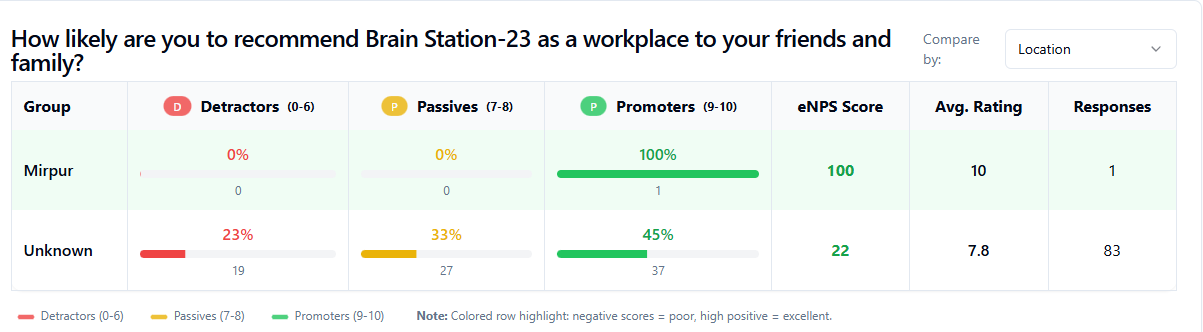 How likely are you to recommend Brain Station-23 as a workplace to your friends and
family?
Compare
by:
Location
Group
D Detractors (0-6)
P Passives (7-8)
P Promoters (9-10)
eNPS Score
Avg. Rating
Responses
Mirpur
0%
0
0%
0
100%
1
100
10
1
Unknown
23%
19
33%
27
45%
37
22
7.8
83
Detractors (0-6)
Passives (7-8)
Promoters (9-10)
Note: Colored row highlight: negative scores = poor, high positive = excellent.